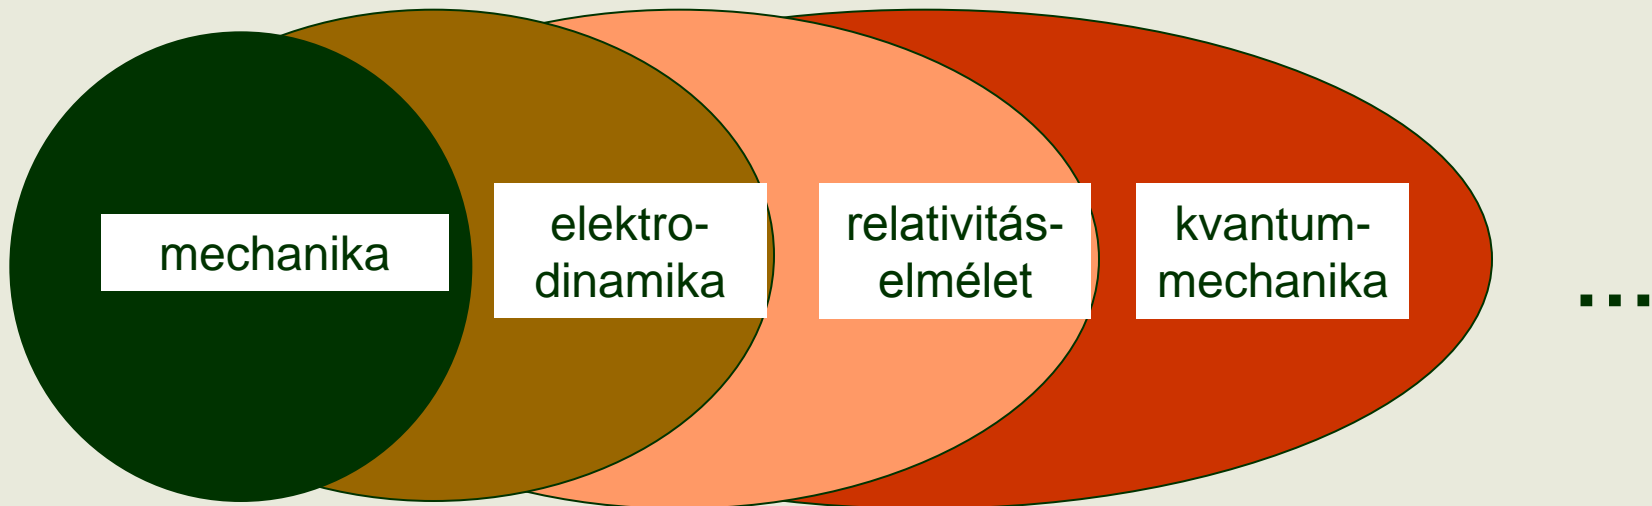 mechanika
elektro-
dinamika
relativitás-
elmélet
kvantum-
mechanika
...